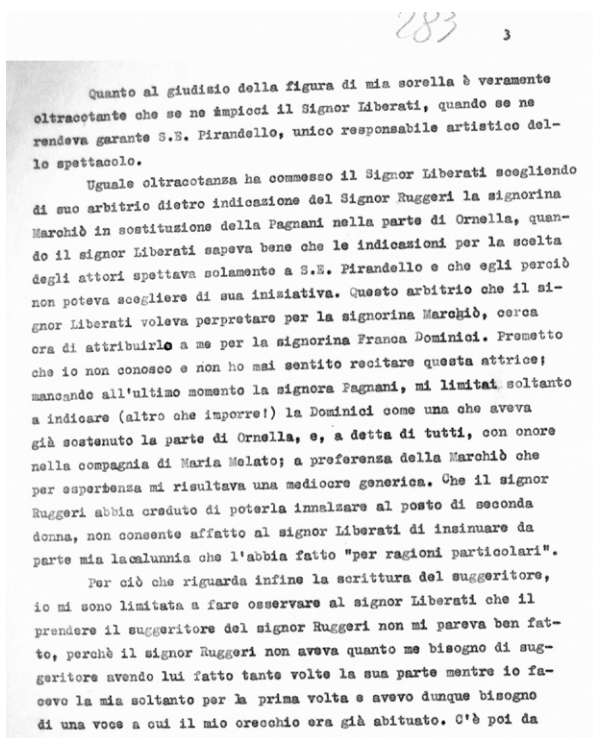 283
3
Quanto al giudizio della figura di mia sorella è veramente
oltracotante che se ne impicci il Signor Liberati, quando se ne
rendeva garante S.E. Pirandello, unico responsabile artistico del-
lo spettacolo.
Uguale oltracotanza ha commesso il Signor Liberati scegliendo
di suo arbitrio dietro indicazione del Signor Ruggeri la signorina
Marchiò in sostituzione della Pagnani nella parte di Ornella, quan-
do il signor Liberati sapeva bene che le indicazioni per la scelta
degli attori spettava solamente a S.E. Pirandello e che egli perciò
non poteva scegliere di sua iniziativa. Questo arbitrio che il si-
gnor Liberati voleva perpretare per la signorina Marchiò, cerca
ora di attribuirlo a me per la signorina Franca Dominici. Premetto
che io non conosco e non ho mai sentito recitare questa attrice;
mancando all'ultimo momento la signora Pagnani, mi limitai soltanto
a indicare (altro che imporre!) la Dominici come una che aveva
già sostenuto la parte di Ornella, e, a detta di tutti, con onore
nella compagnia di Maria Melato; a preferenza della Marchiò che
per esperienza mi risultava una mediocre generica. Che il signor
Ruggeri abbia creduto di poterla innalzare al posto di seconda
donna, non consente affatto al signor Liberati di insinuare da
parte mia la calunnia che l'abbia fatto "per ragioni particolari".
Per ciò che riguarda infine la scrittura del suggeritore,
io mi sono limitata a fare osservare al signor Liberati che il
prendere il suggeritore del signor Ruggeri non mi pareva ben fat-
to, perchè il signor Ruggeri non aveva quanto me bisogno di sug-
geritore avendo lui fatto tante volte la sua parte mentre io fa-
cevo la mia soltanto per la prima volta e avevo dunque bisogno
di una voce a cui il mio orecchio era già abituato. C'è poi da